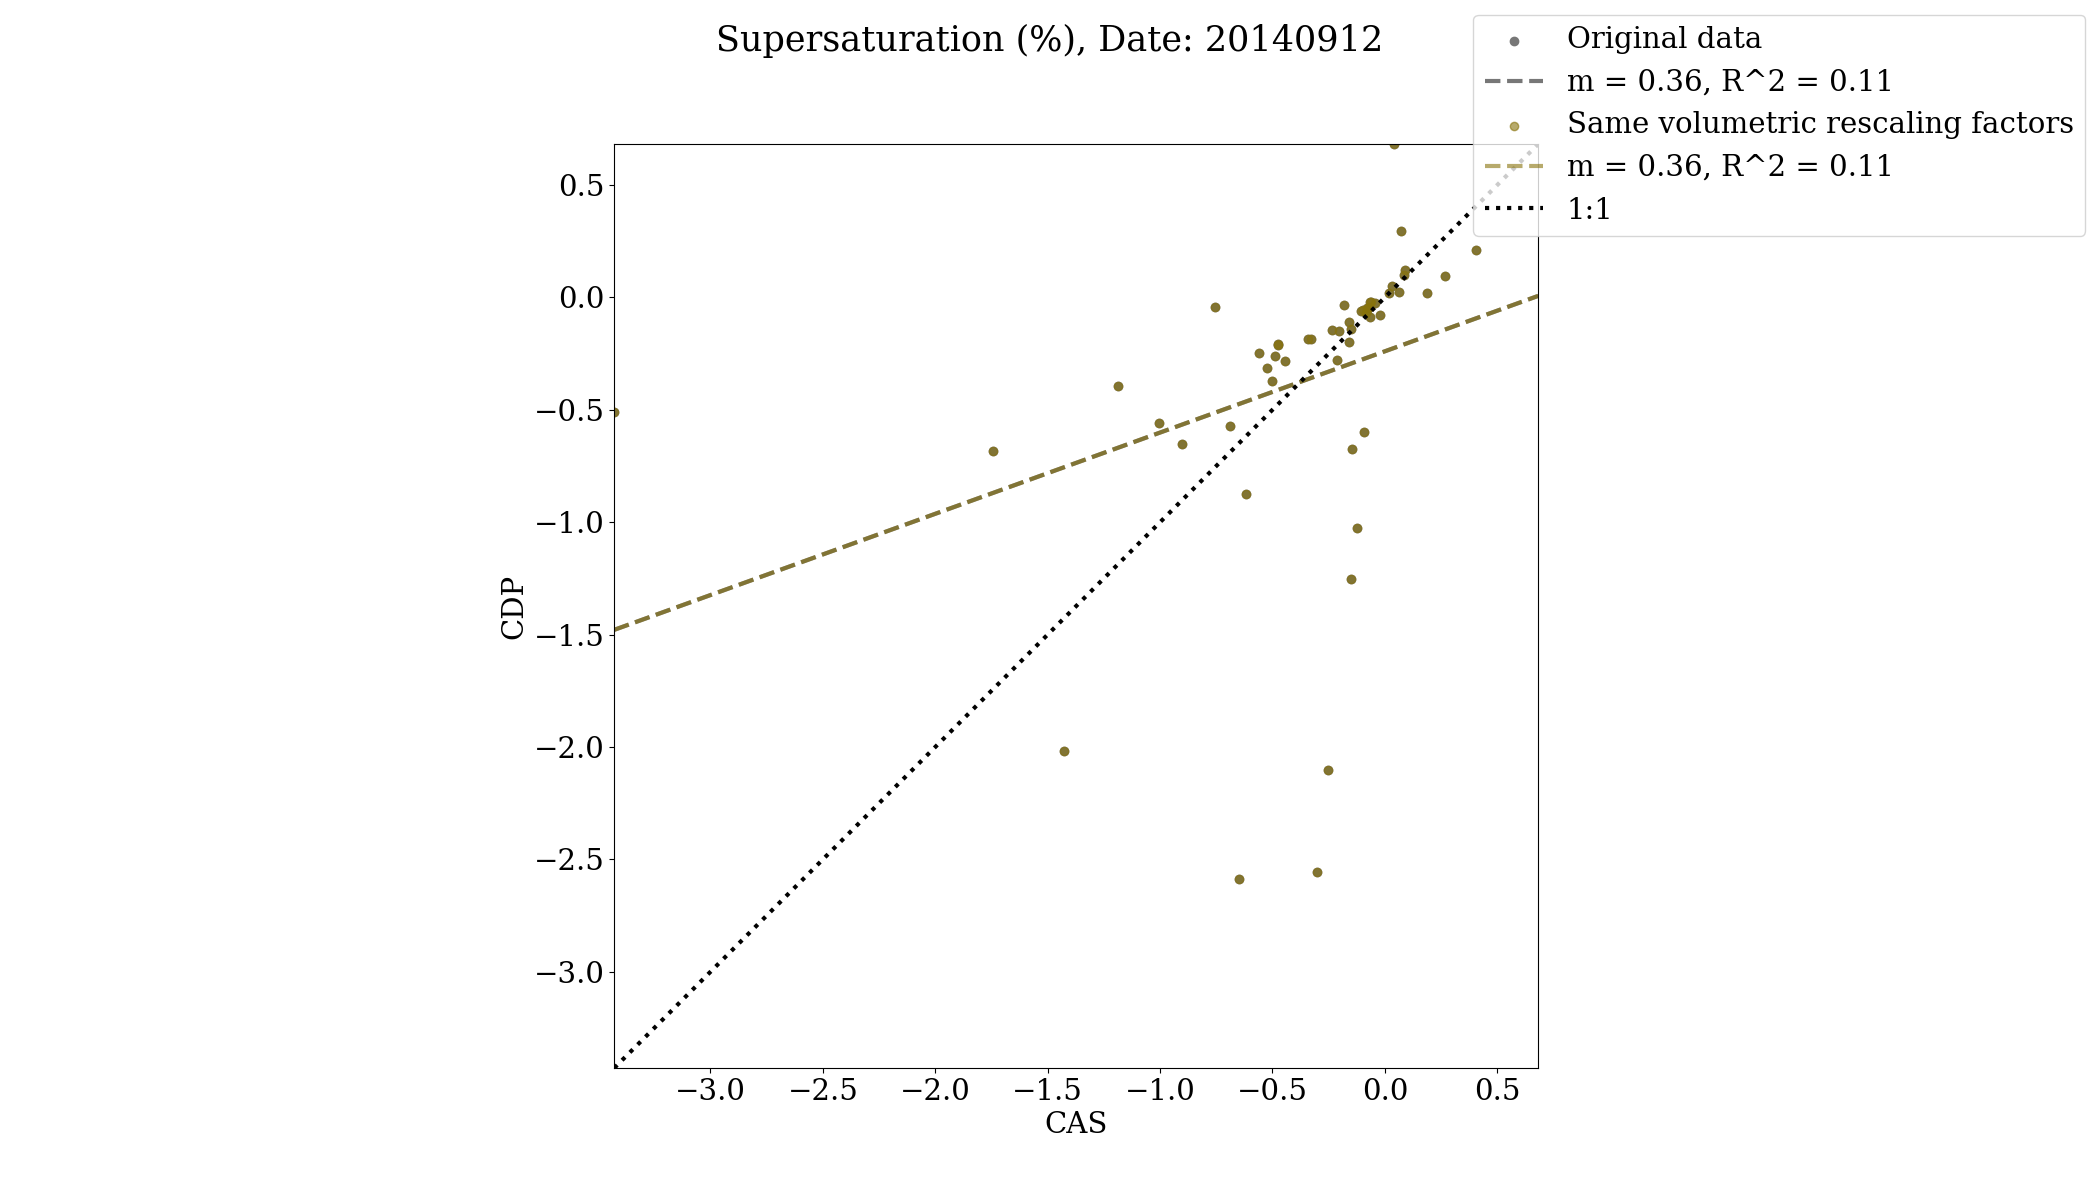 Supersaturation (%), Date: 20140912
Original data
m = 0.36, R^2 = 0.11
Same volumetric rescaling factors
m = 0.36, R^2 = 0.11
1:1
0.5
0.0
−0.5
−1.0
−1.5
−2.0
−2.5
−3.0
CDP
−3.0 −2.5 −2.0 −1.5 −1.0 −0.5 0.0 0.5
CAS